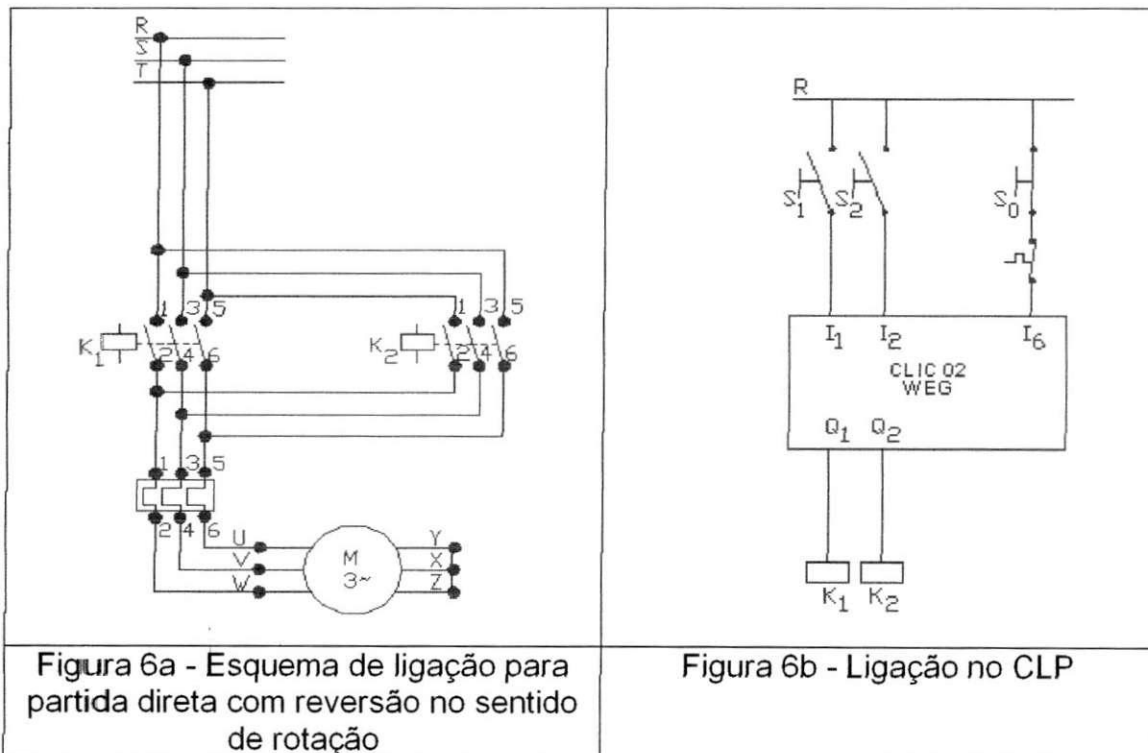 R
S
T
1 3 5
K1
2 4 6
1 3 5
K2
2 4 6
1 3 5
2 4 6
U
V
W
M
3~
Y
X
Z
Figura 6a - Esquema de ligação para
partida direta com reversão no sentido
de rotação
R
S1
S2
S0
I1 I2 I6
CLIC 02
WEG
Q1 Q2
K1 K2
Figura 6b - Ligação no CLP